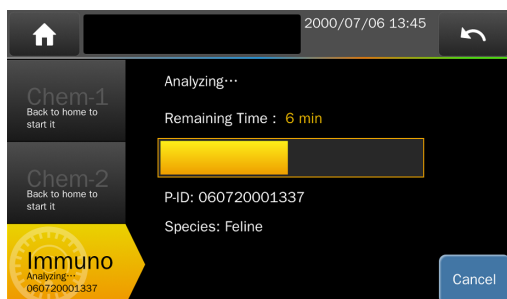 2000/07/06 13:45
Chem-1
Back to home to
start it
Chem-2
Back to home to
start it
Immuno
Analyzing···
060720001337
Analyzing···
Remaining Time : 6 min
P-ID: 060720001337
Species: Feline
Cancel